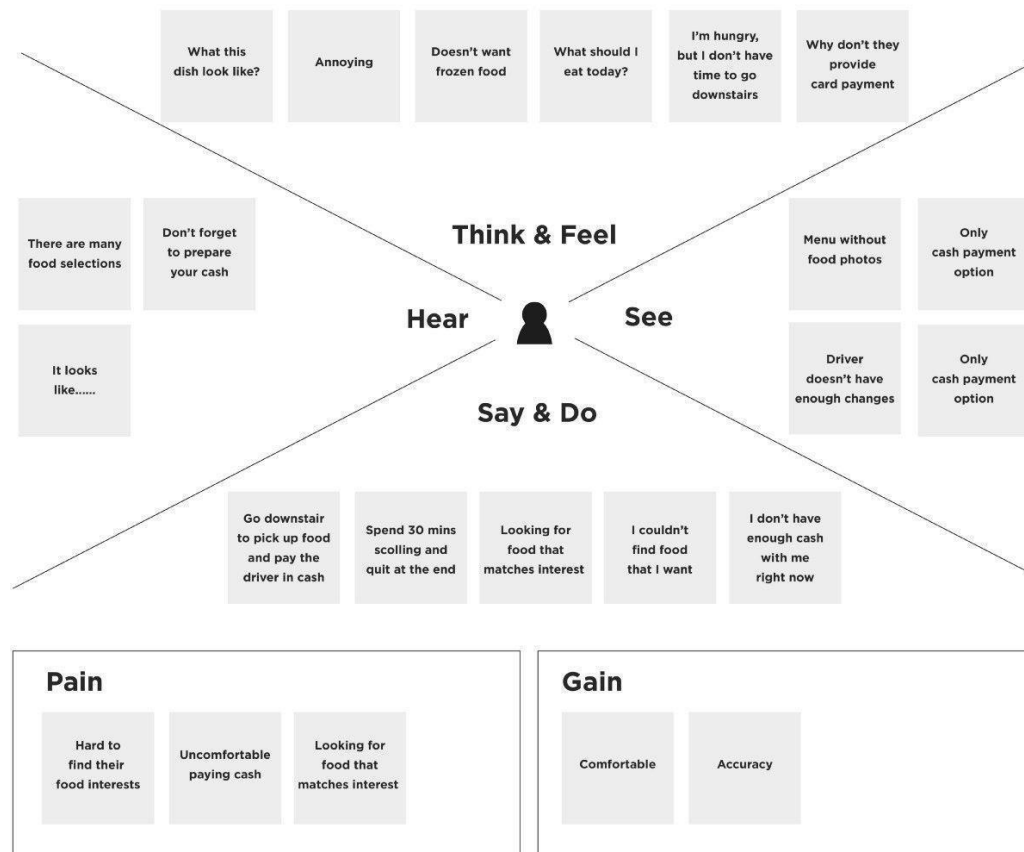 What this
dish look like?
Annoying
Doesn't want
frozen food
What should I
eat today?
I'm hungry,
but I don't have
time to go
downstairs
Why don't they
provide
card payment
Think & Feel
There are many
food selections
Don't forget
to prepare
your cash
It looks
like......
Hear
See
Menu without
food photos
Only
cash payment
option
Driver
doesn't have
enough changes
Only
cash payment
option
Say & Do
Go downstair
to pick up food
and pay the
driver in cash
Spend 30 mins
scolling and
quit at the end
Looking for
food that
matches interest
I couldn't
find food
that I want
I don't have
enough cash
with me
right now
Pain
Hard to
find their
food interests
Uncomfortable
paying cash
Looking for
food that
matches interest
Gain
Comfortable
Accuracy